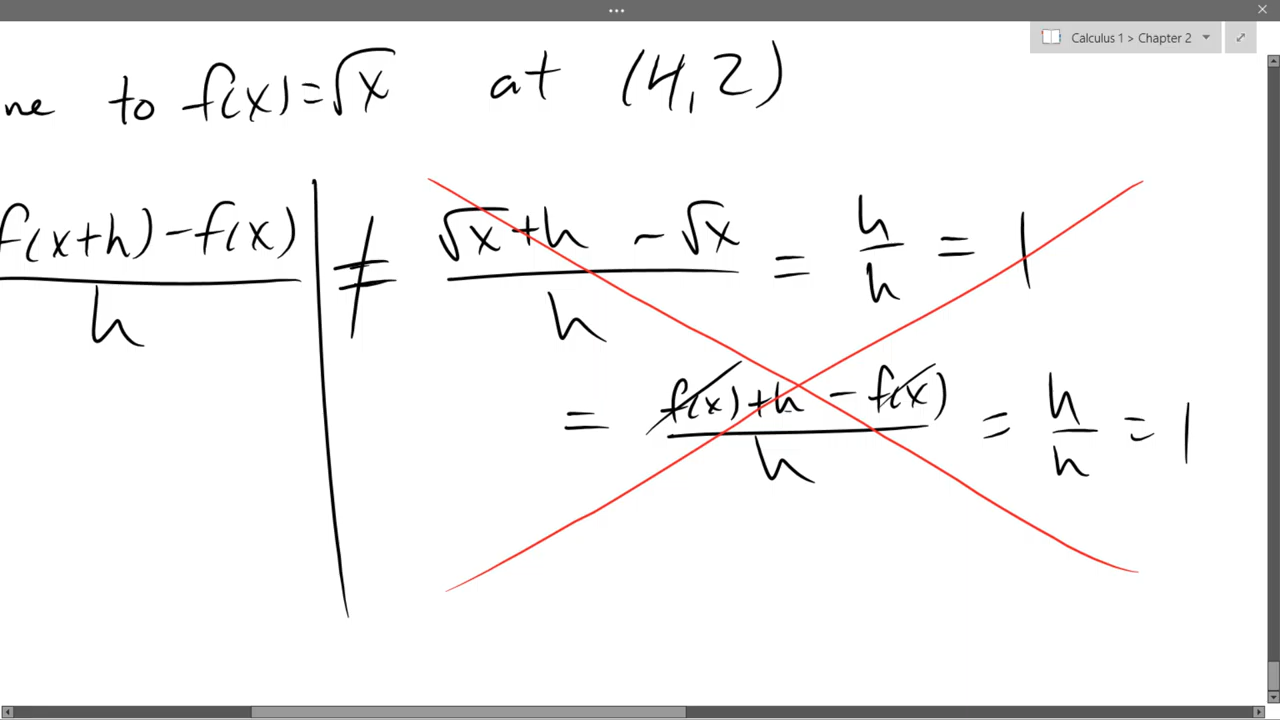 Calculus 1 > Chapter 2
ne to f(x)=√x at (4,2)
f(x+h)-f(x) / h ≠ √x+h - √x / h = h/h = 1
= f(x)+h - f(x) / h = h/h = 1